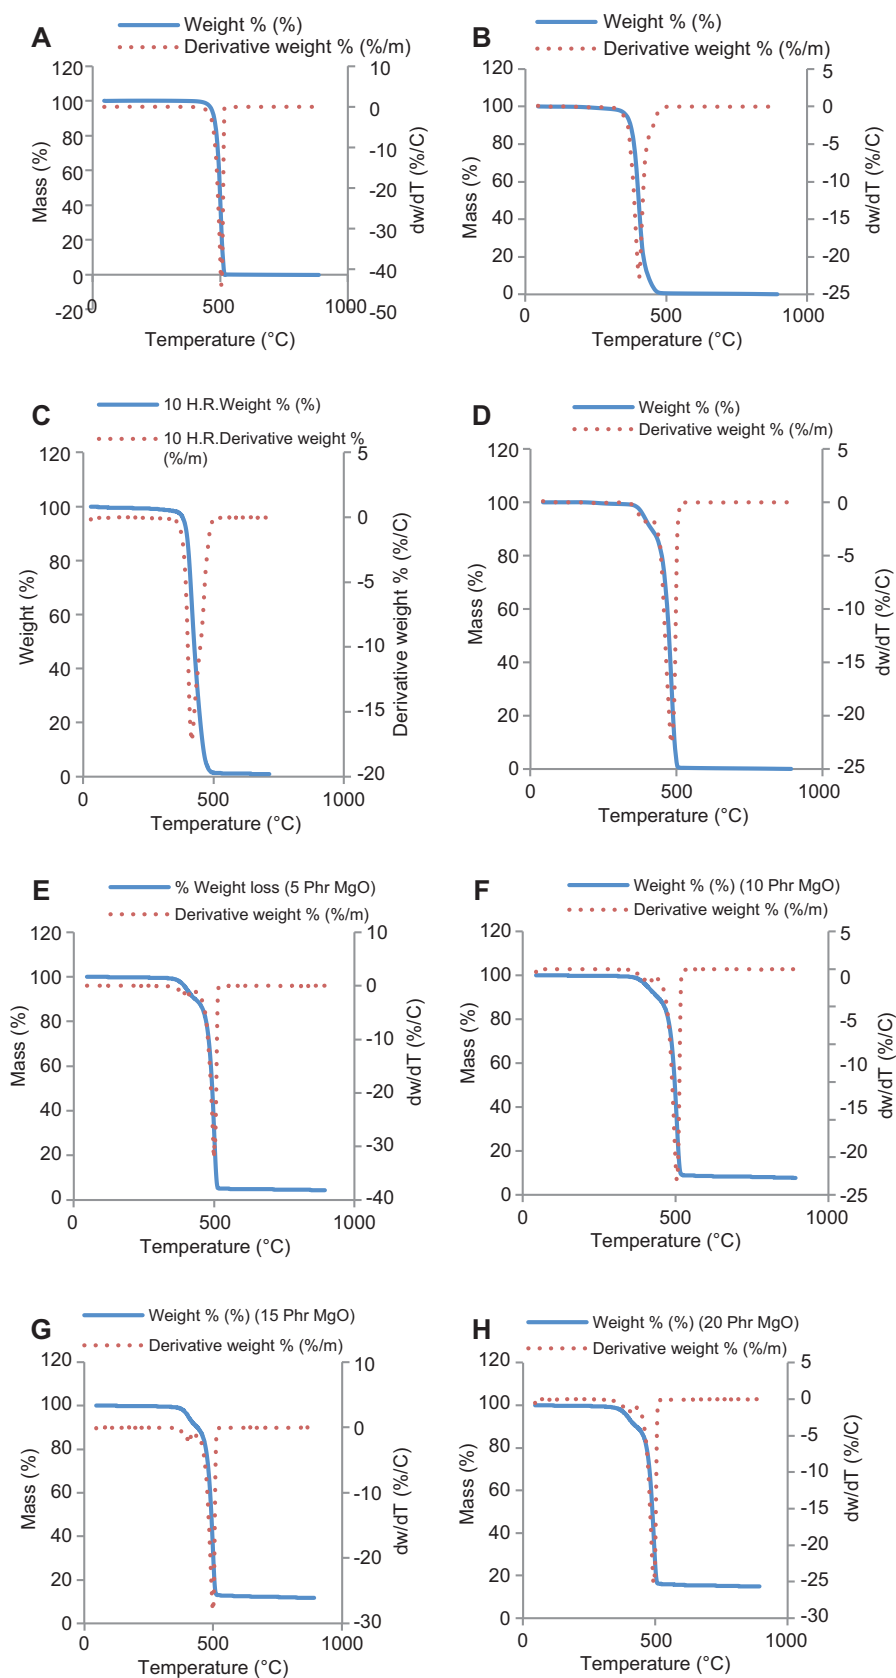 A
Weight % (%)
Derivative weight % (%/m)
120
100
80
60
40
20
0
-20
10
0
-10
-20
-30
-40
-50
0
500
1000
Mass (%)
dw/dT (%/C)
Temperature (°C)
B
Weight % (%)
Derivative weight % (%/m)
120
100
80
60
40
20
0
5
0
-5
-10
-15
-20
-25
0
500
1000
Mass (%)
dw/dT (%/C)
Temperature (°C)
C
10 H.R.Weight % (%)
10 H.R.Derivative weight %
(%/m)
120
100
80
60
40
20
0
5
0
-5
-10
-15
-20
0
500
1000
Weight (%)
Derivative weight % (%/C)
Temperature (°C)
D
Weight % (%)
Derivative weight % (%/m)
120
100
80
60
40
20
0
5
0
-5
-10
-15
-20
-25
0
500
1000
Mass (%)
dw/dT (%/C)
Temperature (°C)
E
% Weight loss (5 Phr MgO)
Derivative weight % (%/m)
120
100
80
60
40
20
0
10
0
-10
-20
-30
-40
0
500
1000
Mass (%)
dw/dT (%/C)
Temperature (°C)
F
Weight % (%) (10 Phr MgO)
Derivative weight % (%/m)
120
100
80
60
40
20
0
5
0
-5
-10
-15
-20
-25
0
500
1000
Mass (%)
dw/dT (%/C)
Temperature (°C)
G
Weight % (%) (15 Phr MgO)
Derivative weight % (%/m)
120
100
80
60
40
20
0
10
0
-10
-20
-30
0
500
1000
Mass (%)
dw/dT (%/C)
Temperature (°C)
H
Weight % (%) (20 Phr MgO)
Derivative weight % (%/m)
120
100
80
60
40
20
0
5
0
-5
-10
-15
-20
-25
-30
0
500
1000
Mass (%)
dw/dT (%/C)
Temperature (°C)